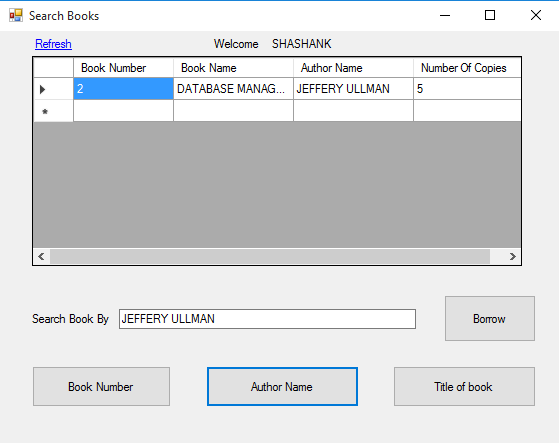 Search Books
Refresh Welcome SHASHANK
Book Number Book Name Author Name Number Of Copies
2 DATABASE MANAG... JEFFERY ULLMAN 5
*
Search Book By JEFFERY ULLMAN Borrow
Book Number Author Name Title of book